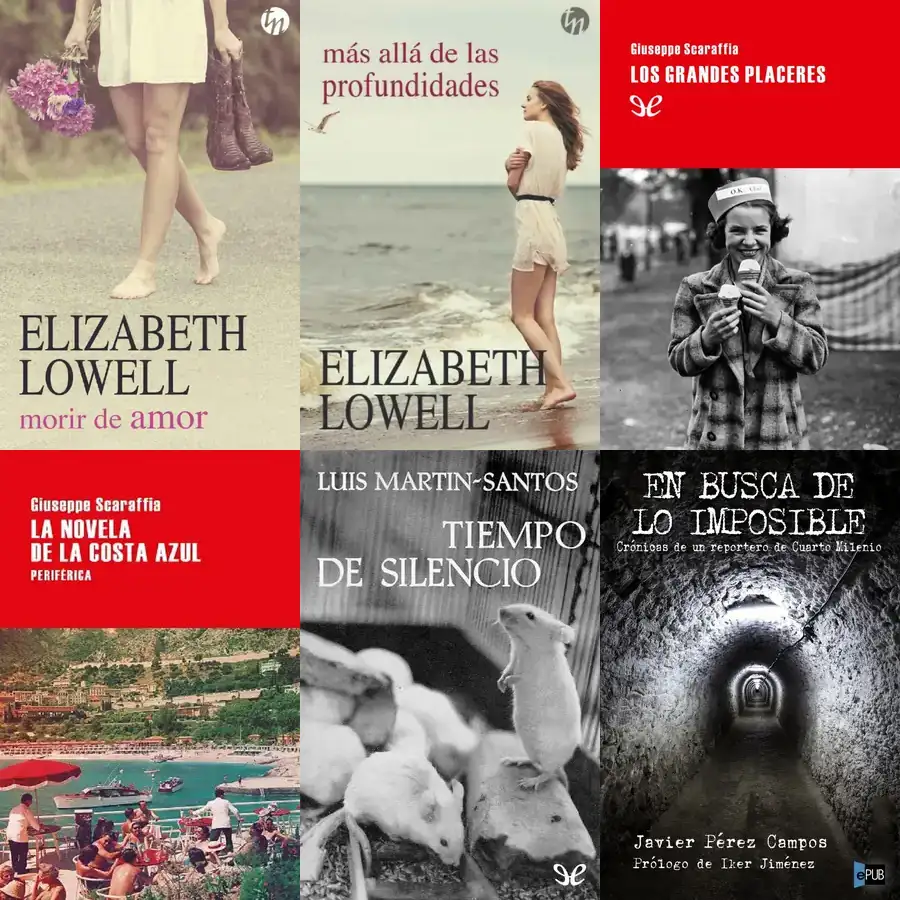 ELIZABETH
LOWELL
morir de amor
más allá de las
profundidades
ELIZABETH
LOWELL
Giuseppe Scaraffia
LOS GRANDES PLACERES
Giuseppe Scaraffia
LA NOVELA
DE LA COSTA AZUL
PERIFÉRICA
LUIS MARTIN-SANTOS
TIEMPO
DE SILENCIO
EN BUSCA DE
LO IMPOSIBLE
Crónicas de un reportero de Cuarto Milenio
Javier Pérez Campos
Prólogo de Iker Jiménez
ePUB